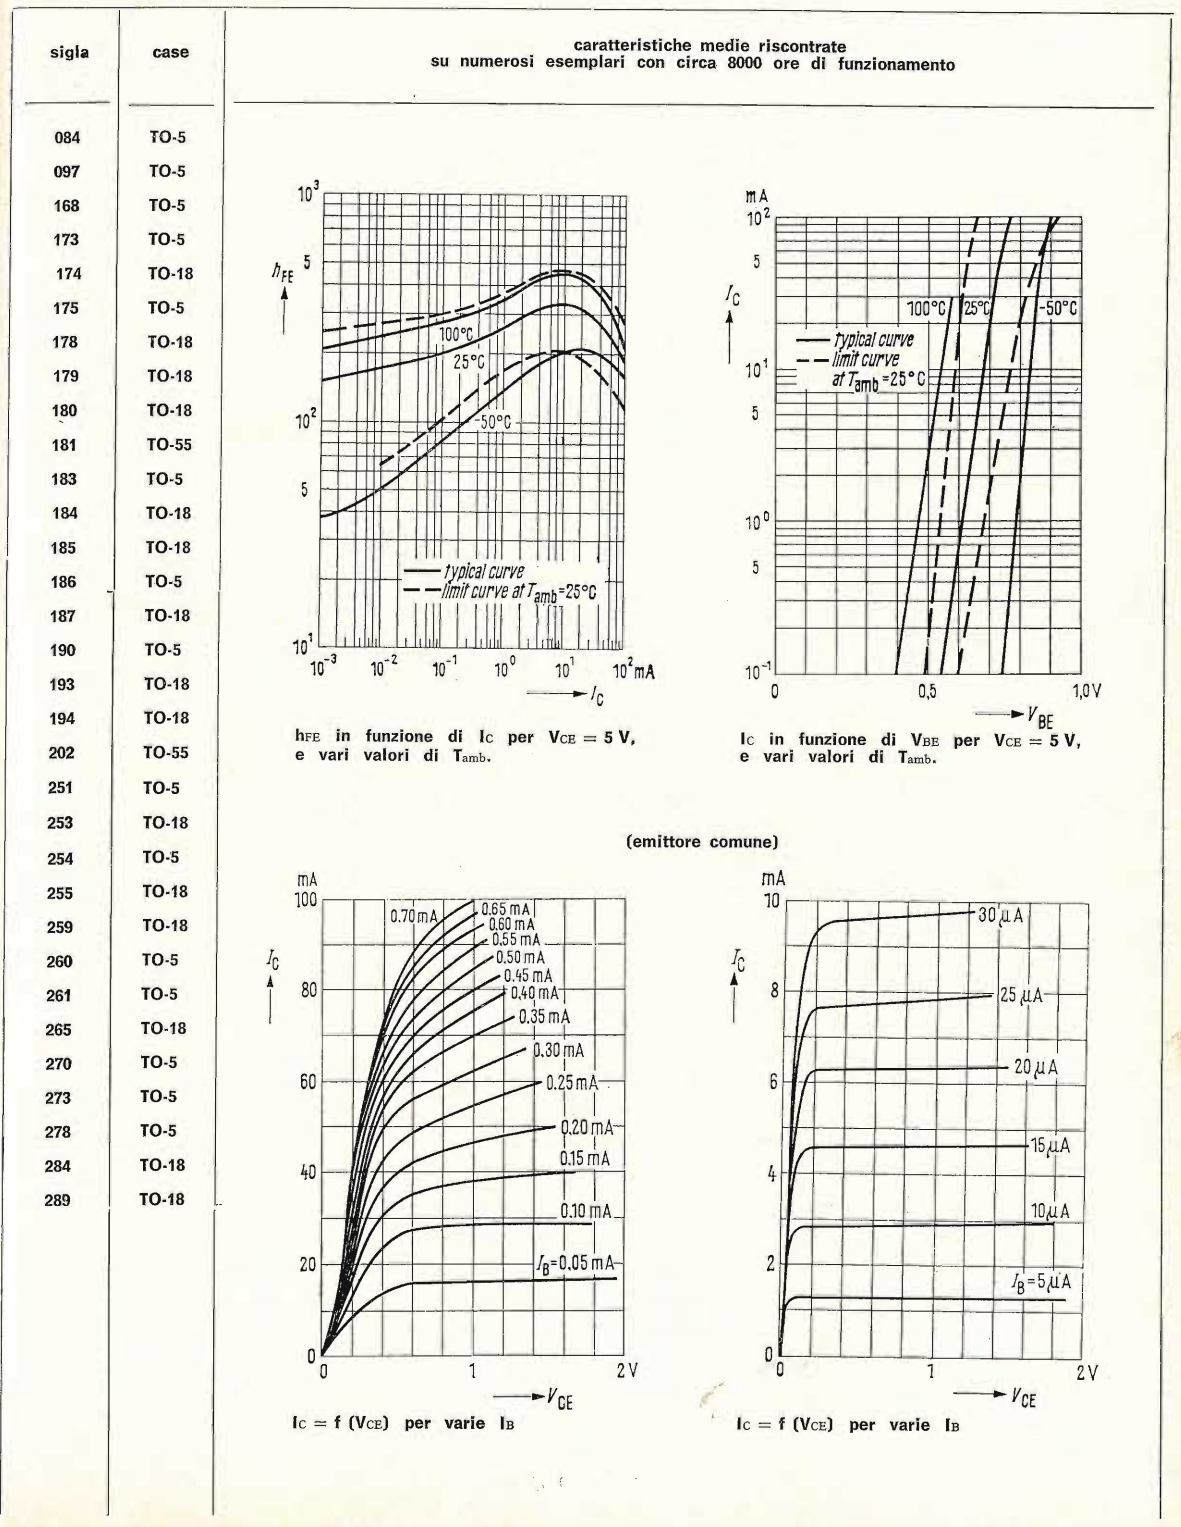 sigla case caratteristiche medie riscontrate
su numerosi esemplari con circa 8000 ore di funzionamento
084 TO-5
097 TO-5
168 TO-5
173 TO-5
174 TO-18
175 TO-5
178 TO-18
179 TO-18
180 TO-18
181 TO-55
183 TO-5
184 TO-18
185 TO-18
186 TO-5
187 TO-18
190 TO-5
193 TO-18
194 TO-18
202 TO-55
251 TO-5
253 TO-18
254 TO-5
255 TO-18
259 TO-18
260 TO-5
261 TO-5
265 TO-18
270 TO-5
273 TO-5
278 TO-5
284 TO-18
289 TO-18
10³
5
hFE
100°C
25°C
10²
-50°C
5
typical curve
limit curve at Tamb=25°C
10¹
10⁻³ 10⁻² 10⁻¹ 10⁰ 10¹ 10² mA
IC
hFE in funzione di IC per VCE = 5 V,
e vari valori di Tamb.
mA
10²
5
IC
100°C 25°C -50°C
typical curve
limit curve
at Tamb=25°C
10¹
5
10⁰
5
10⁻¹
0 0,5 1,0 V
VBE
IC in funzione di VBE per VCE = 5 V,
e vari valori di Tamb.
(emittore comune)
mA
100
IC
80
60
40
20
0
0.70 mA
0.65 mA
0.60 mA
0.55 mA
0.50 mA
0.45 mA
0.40 mA
0.35 mA
0.30 mA
0.25 mA
0.20 mA
0.15 mA
0.10 mA
IB=0.05 mA
0 1 2 V
VCE
IC = f (VCE) per varie IB
mA
10
IC
8
6
4
2
0
30 µA
25 µA
20 µA
15 µA
10 µA
IB=5 µA
0 1 2 V
VCE
IC = f (VCE) per varie IB